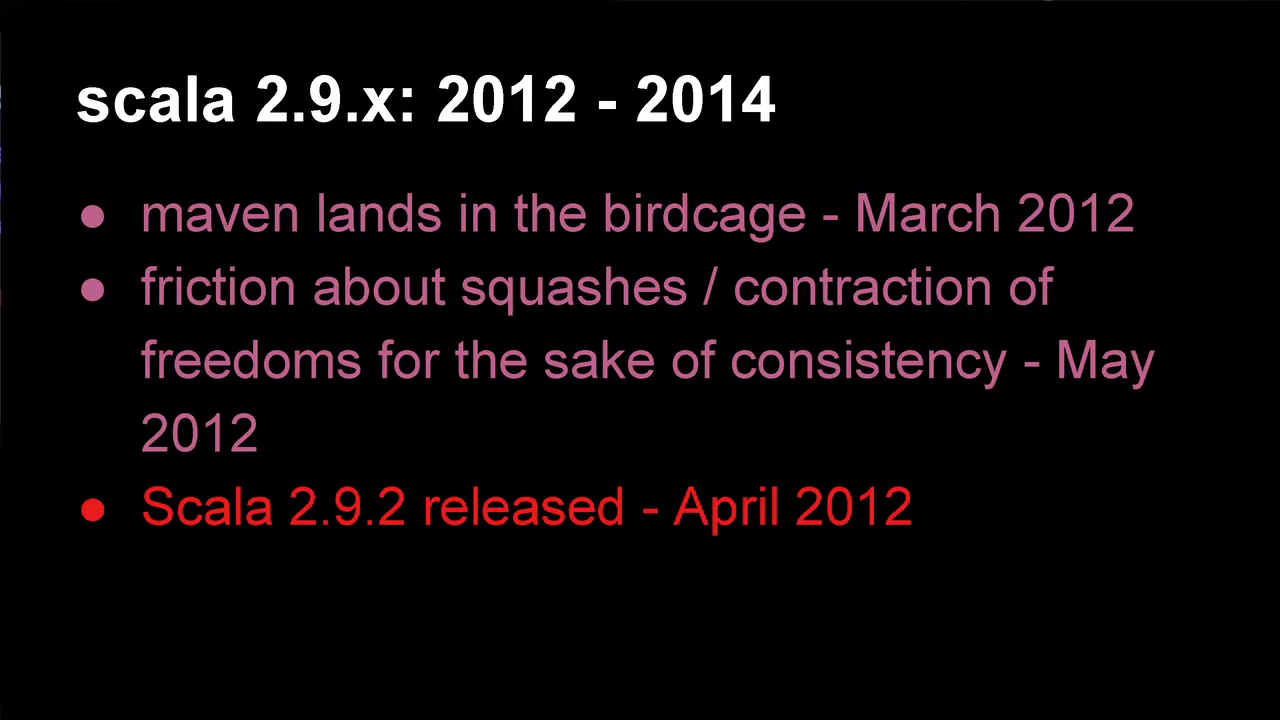 scala 2.9.x: 2012 - 2014
● maven lands in the birdcage - March 2012
● friction about squashes / contraction of
freedoms for the sake of consistency - May
2012
● Scala 2.9.2 released - April 2012